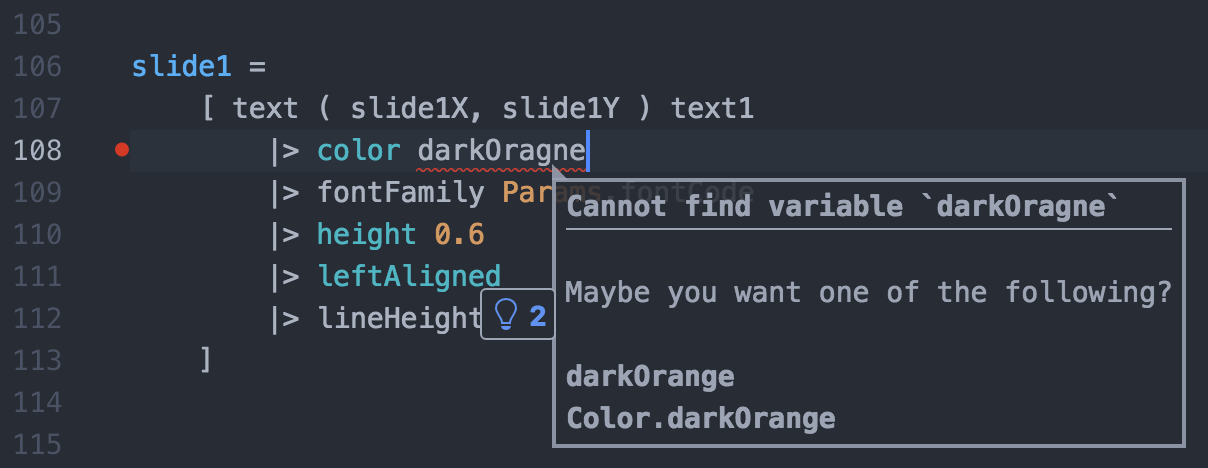 105
106 slide1 =
107 [ text ( slide1X, slide1Y ) text1
108 |> color darkOragne
109 |> fontFamily Params.fontCode
110 |> height 0.6
111 |> leftAligned
112 |> lineHeight
113 ]
114
115
Cannot find variable `darkOragne`
Maybe you want one of the following?
darkOrange
Color.darkOrange
2